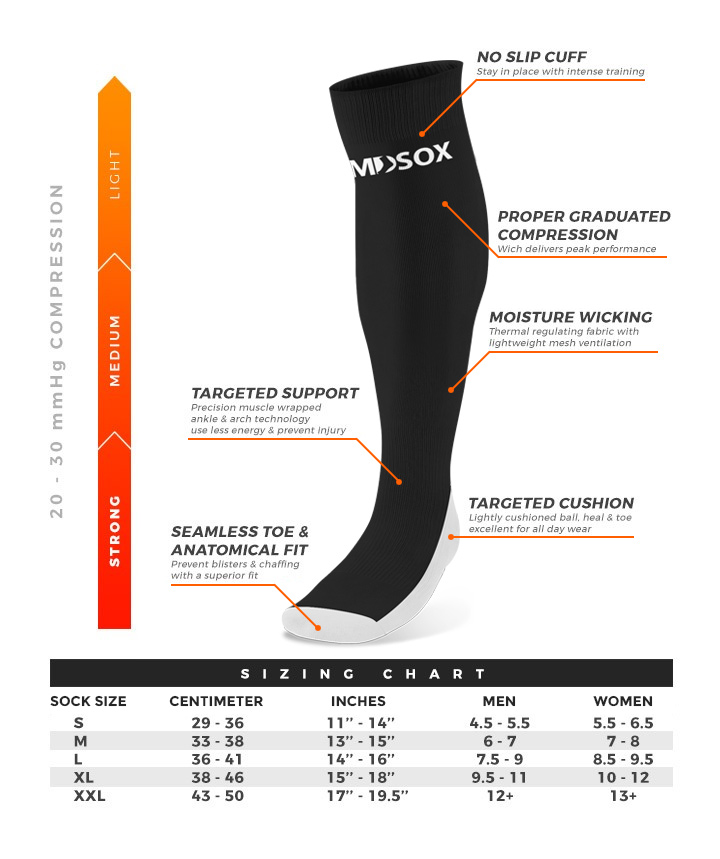 NO SLIP CUFF
Stay in place with intense training
MDSOX
LIGHT
PROPER GRADUATED
COMPRESSION
Wich delivers peak performance
20 - 30 mmHg COMPRESSION
MEDIUM
MOISTURE WICKING
Thermal regulating fabric with
lightweight mesh ventilation
TARGETED SUPPORT
Precision muscle wrapped
ankle & arch technology
use less energy & prevent injury
STRONG
TARGETED CUSHION
Lightly cushioned ball, heal & toe
excellent for all day wear
SEAMLESS TOE &
ANATOMICAL FIT
Prevent blisters & chaffing
with a superior fit
SIZING CHART
SOCK SIZE CENTIMETER INCHES MEN WOMEN
S 29 - 36 11’’ - 14’’ 4.5 - 5.5 5.5 - 6.5
M 33 - 38 13’’ - 15’’ 6 - 7 7 - 8
L 36 - 41 14’’ - 16’’ 7.5 - 9 8.5 - 9.5
XL 38 - 46 15’’ - 18’’ 9.5 - 11 10 - 12
XXL 43 - 50 17’’ - 19.5’’ 12+ 13+